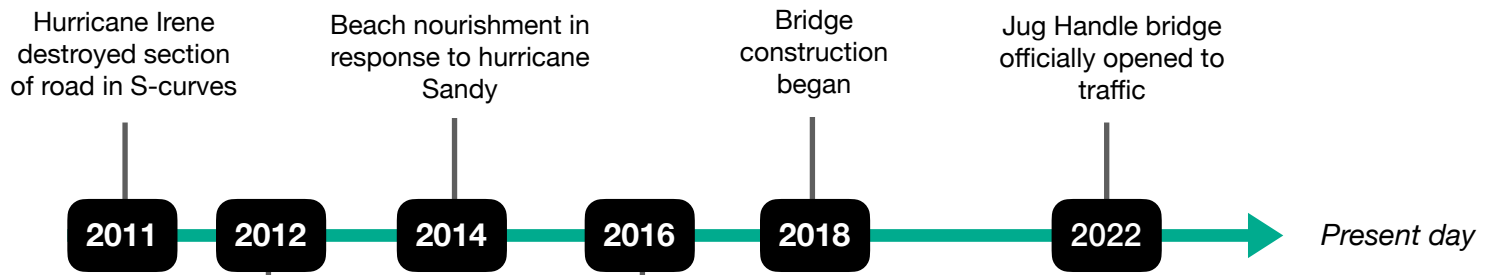 Hurricane Irene
destroyed section
of road in S-curves
Beach nourishment in
response to hurricane
Sandy
Bridge
construction
began
Jug Handle bridge
officially opened to
traffic
2011
2012
2014
2016
2018
2022
Present day